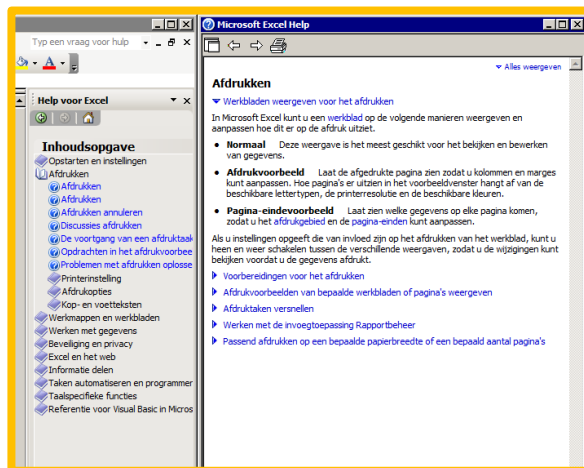 Typ een vraag voor hulp
Help voor Excel
Inhoudsopgave
Opstarten en instellingen
Afdrukken
Afdrukken
Afdrukken
Afdrukken annuleren
Discussies afdrukken
De voortgang van een afdruktaak
Opdrachten in het afdrukvoorbee
Problemen met afdrukken oplosse
Printerinstelling
Afdrukopties
Kop- en voetteksten
Werkmappen en werkbladen
Werken met gegevens
Beveiliging en privacy
Excel en het web
Informatie delen
Taken automatiseren en programmer
Taalspecifieke functies
Referentie voor Visual Basic in Micros
Microsoft Excel Help
Alles weergeven
Afdrukken
Werkbladen weergeven voor het afdrukken
In Microsoft Excel kunt u een werkblad op de volgende manieren weergeven en
aanpassen hoe dit er op de afdruk uitziet.
• Normaal Deze weergave is het meest geschikt voor het bekijken en bewerken
van gegevens.
• Afdrukvoorbeeld Laat de afgedrukte pagina zien zodat u kolommen en marges
kunt aanpassen. Hoe pagina's er uitzien in het voorbeeldvenster hangt af van de
beschikbare lettertypen, de printerresolutie en de beschikbare kleuren.
• Pagina-eindevoorbeeld Laat zien welke gegevens op elke pagina komen,
zodat u het afdrukgebied en de pagina-einden kunt aanpassen.
Als u instellingen opgeeft die van invloed zijn op het afdrukken van het werkblad, kunt u
heen en weer schakelen tussen de verschillende weergaven, zodat u de wijzigingen kunt
bekijken voordat u de gegevens afdrukt.
Voorbereidingen voor het afdrukken
Afdrukvoorbeelden van bepaalde werkbladen of pagina's weergeven
Afdruktaken versnellen
Werken met de invoegtoepassing Rapportbeheer
Passend afdrukken op een bepaalde papierbreedte of een bepaald aantal pagina's